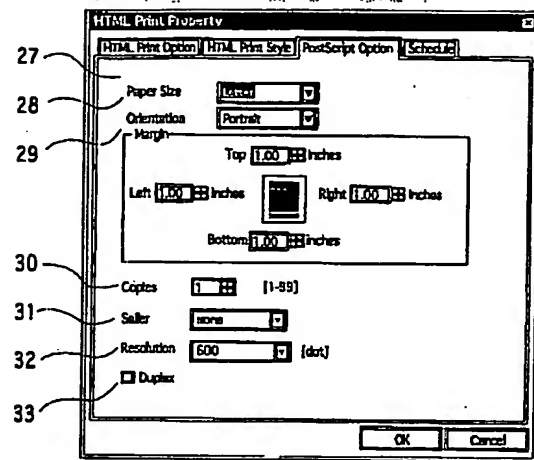 HTML Print Property
HTML Print Option HTML Print Style PostScript Option Schedule
27
28 Paper Size
29 Orientation Portrait
Margin
Top 1.00 inches
Left 1.00 inches Right 1.00 inches
Bottom 1.00 inches
30 Copies 1 [1-99]
31 None
32 Resolution 600 [dot]
33 Duplex
OK Cancel